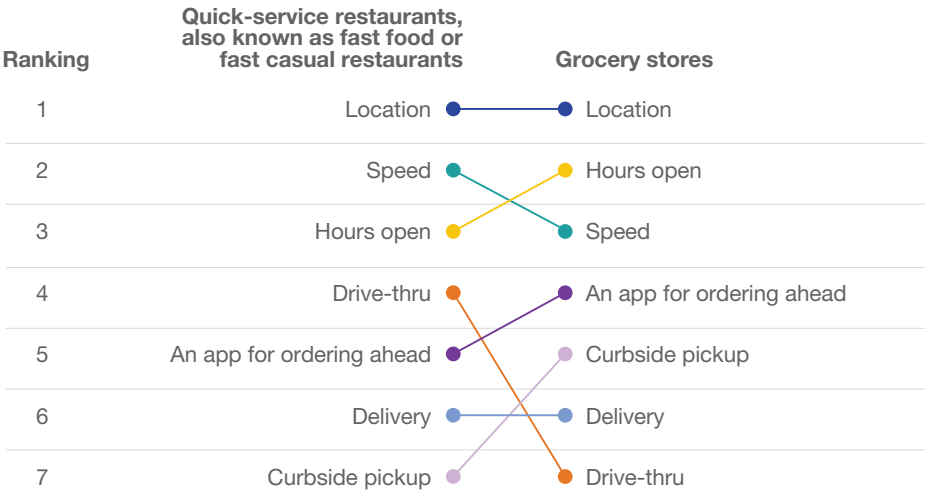 Quick-service restaurants,
also known as fast food or
Ranking fast casual restaurants Grocery stores
1 Location Location
2 Speed Hours open
3 Hours open Speed
4 Drive-thru An app for ordering ahead
5 An app for ordering ahead Curbside pickup
6 Delivery Delivery
7 Curbside pickup Drive-thru